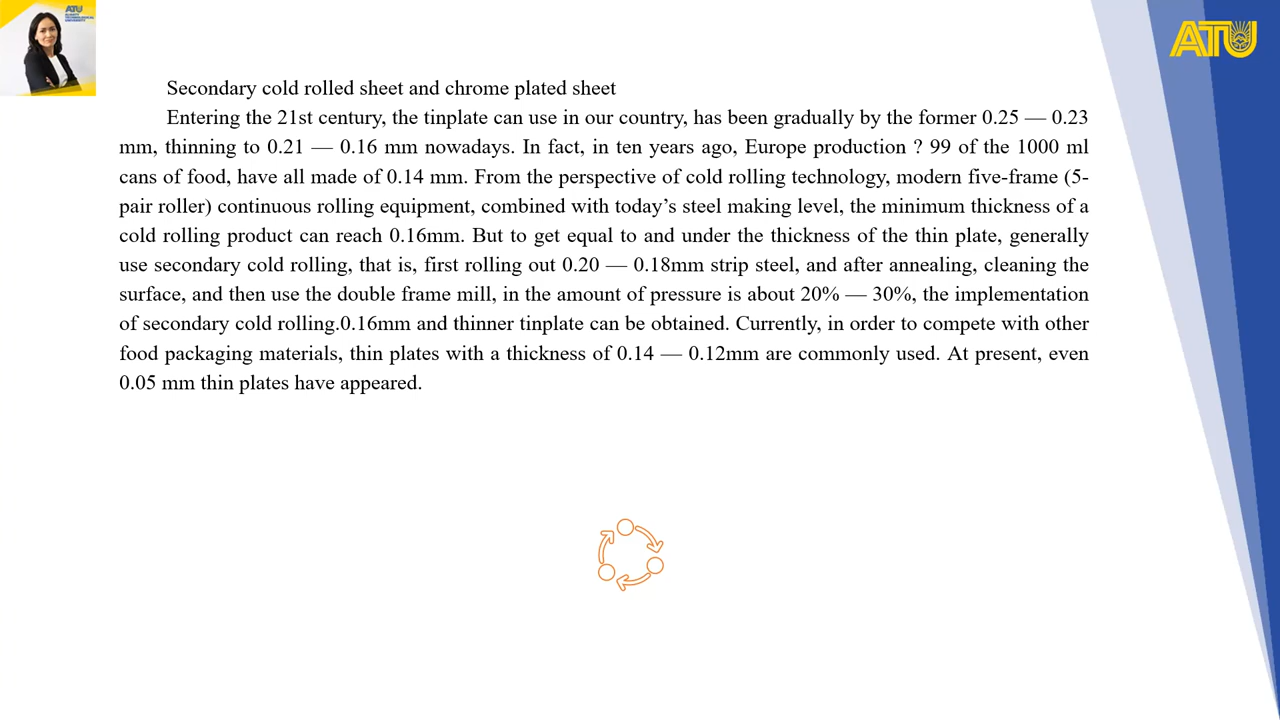 ATU
ALMATY
TECHNOLOGICAL
UNIVERSITY
ATU
Secondary cold rolled sheet and chrome plated sheet
Entering the 21st century, the tinplate can use in our country, has been gradually by the former 0.25 — 0.23
mm, thinning to 0.21 — 0.16 mm nowadays. In fact, in ten years ago, Europe production ? 99 of the 1000 ml
cans of food, have all made of 0.14 mm. From the perspective of cold rolling technology, modern five-frame (5-
pair roller) continuous rolling equipment, combined with today’s steel making level, the minimum thickness of a
cold rolling product can reach 0.16mm. But to get equal to and under the thickness of the thin plate, generally
use secondary cold rolling, that is, first rolling out 0.20 — 0.18mm strip steel, and after annealing, cleaning the
surface, and then use the double frame mill, in the amount of pressure is about 20% — 30%, the implementation
of secondary cold rolling.0.16mm and thinner tinplate can be obtained. Currently, in order to compete with other
food packaging materials, thin plates with a thickness of 0.14 — 0.12mm are commonly used. At present, even
0.05 mm thin plates have appeared.